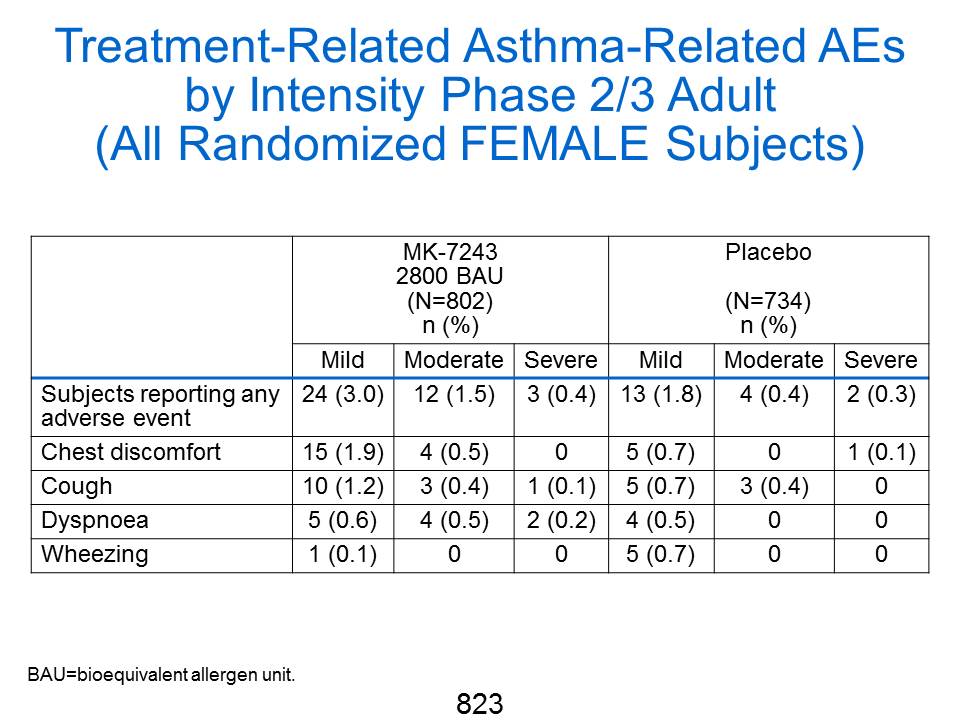 Treatment-Related Asthma-Related AEs
by Intensity Phase 2/3 Adult
(All Randomized FEMALE Subjects)
MK-7243
2800 BAU
(N=802)
n (%)
Placebo
(N=734)
n (%)
Mild Moderate Severe Mild Moderate Severe
Subjects reporting any
adverse event
24 (3.0) 12 (1.5) 3 (0.4) 13 (1.8) 4 (0.4) 2 (0.3)
Chest discomfort 15 (1.9) 4 (0.5) 0 5 (0.7) 0 1 (0.1)
Cough 10 (1.2) 3 (0.4) 1 (0.1) 5 (0.7) 3 (0.4) 0
Dyspnoea 5 (0.6) 4 (0.5) 2 (0.2) 4 (0.5) 0 0
Wheezing 1 (0.1) 0 0 5 (0.7) 0 0
BAU=bioequivalent allergen unit.
823